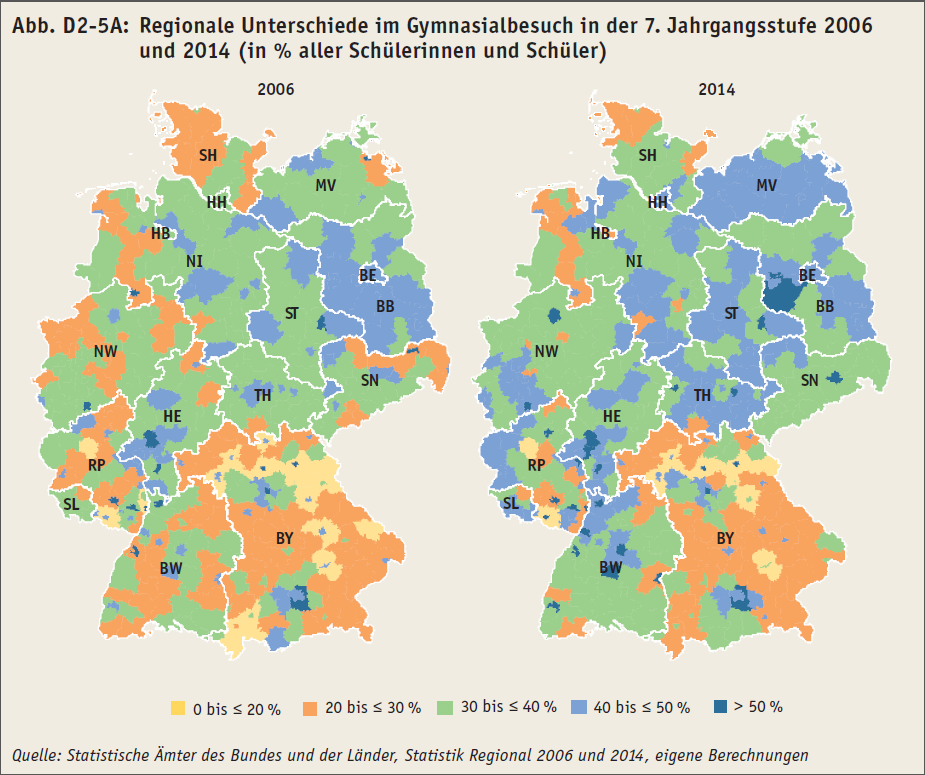 Abb. D2-5A: Regionale Unterschiede im Gymnasialbesuch in der 7. Jahrgangsstufe 2006
und 2014 (in % aller Schülerinnen und Schüler)
2006
2014
SH
MV
HH
HB
NI
BE
BB
ST
NW
SN
TH
HE
RP
SL
BY
BW
SH
MV
HH
HB
NI
BE
BB
ST
NW
SN
TH
HE
RP
SL
BY
BW
0 bis ≤ 20 %
20 bis ≤ 30 %
30 bis ≤ 40 %
40 bis ≤ 50 %
> 50 %
Quelle: Statistische Ämter des Bundes und der Länder, Statistik Regional 2006 und 2014, eigene Berechnungen